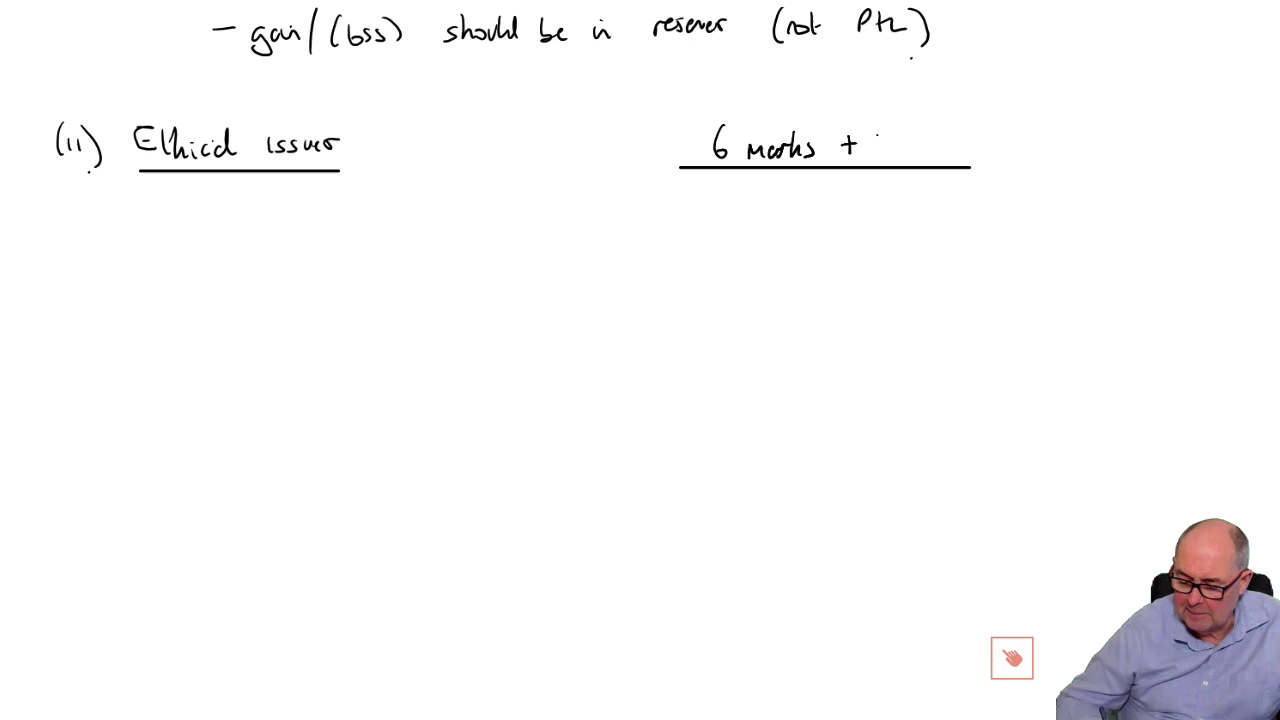 — gain/(loss) should be in reserves (not P+L)
(ii) Ethical issues 6 marks +